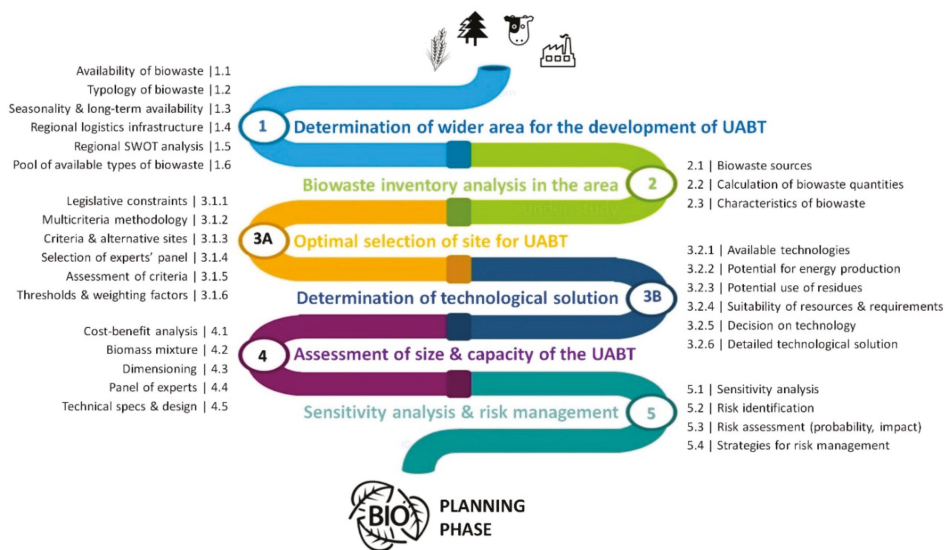 Availability of biowaste |1.1
Typology of biowaste |1.2
Seasonality & long-term availability |1.3
Regional logistics infrastructure |1.4
Regional SWOT analysis |1.5
Pool of available types of biowaste |1.6
1
Determination of wider area for the development of UABT
Biowaste inventory analysis in the area
2
2.1 | Biowaste sources
2.2 | Calculation of biowaste quantities
2.3 | Characteristics of biowaste
Legislative constraints | 3.1.1
Multicriteria methodology | 3.1.2
Criteria & alternative sites | 3.1.3
Selection of experts' panel | 3.1.4
Assessment of criteria | 3.1.5
Thresholds & weighting factors | 3.1.6
3A
Optimal selection of site for UABT
Determination of technological solution
3B
3.2.1 | Available technologies
3.2.2 | Potential for energy production
3.2.3 | Potential use of residues
3.2.4 | Suitability of resources & requirements
3.2.5 | Decision on technology
3.2.6 | Detailed technological solution
Cost-benefit analysis | 4.1
Biomass mixture | 4.2
Dimensioning | 4.3
Panel of experts | 4.4
Technical specs & design | 4.5
4
Assessment of size & capacity of the UABT
Sensitivity analysis & risk management
5
5.1 | Sensitivity analysis
5.2 | Risk identification
5.3 | Risk assessment (probability, impact)
5.4 | Strategies for risk management
BIO
PLANNING
PHASE